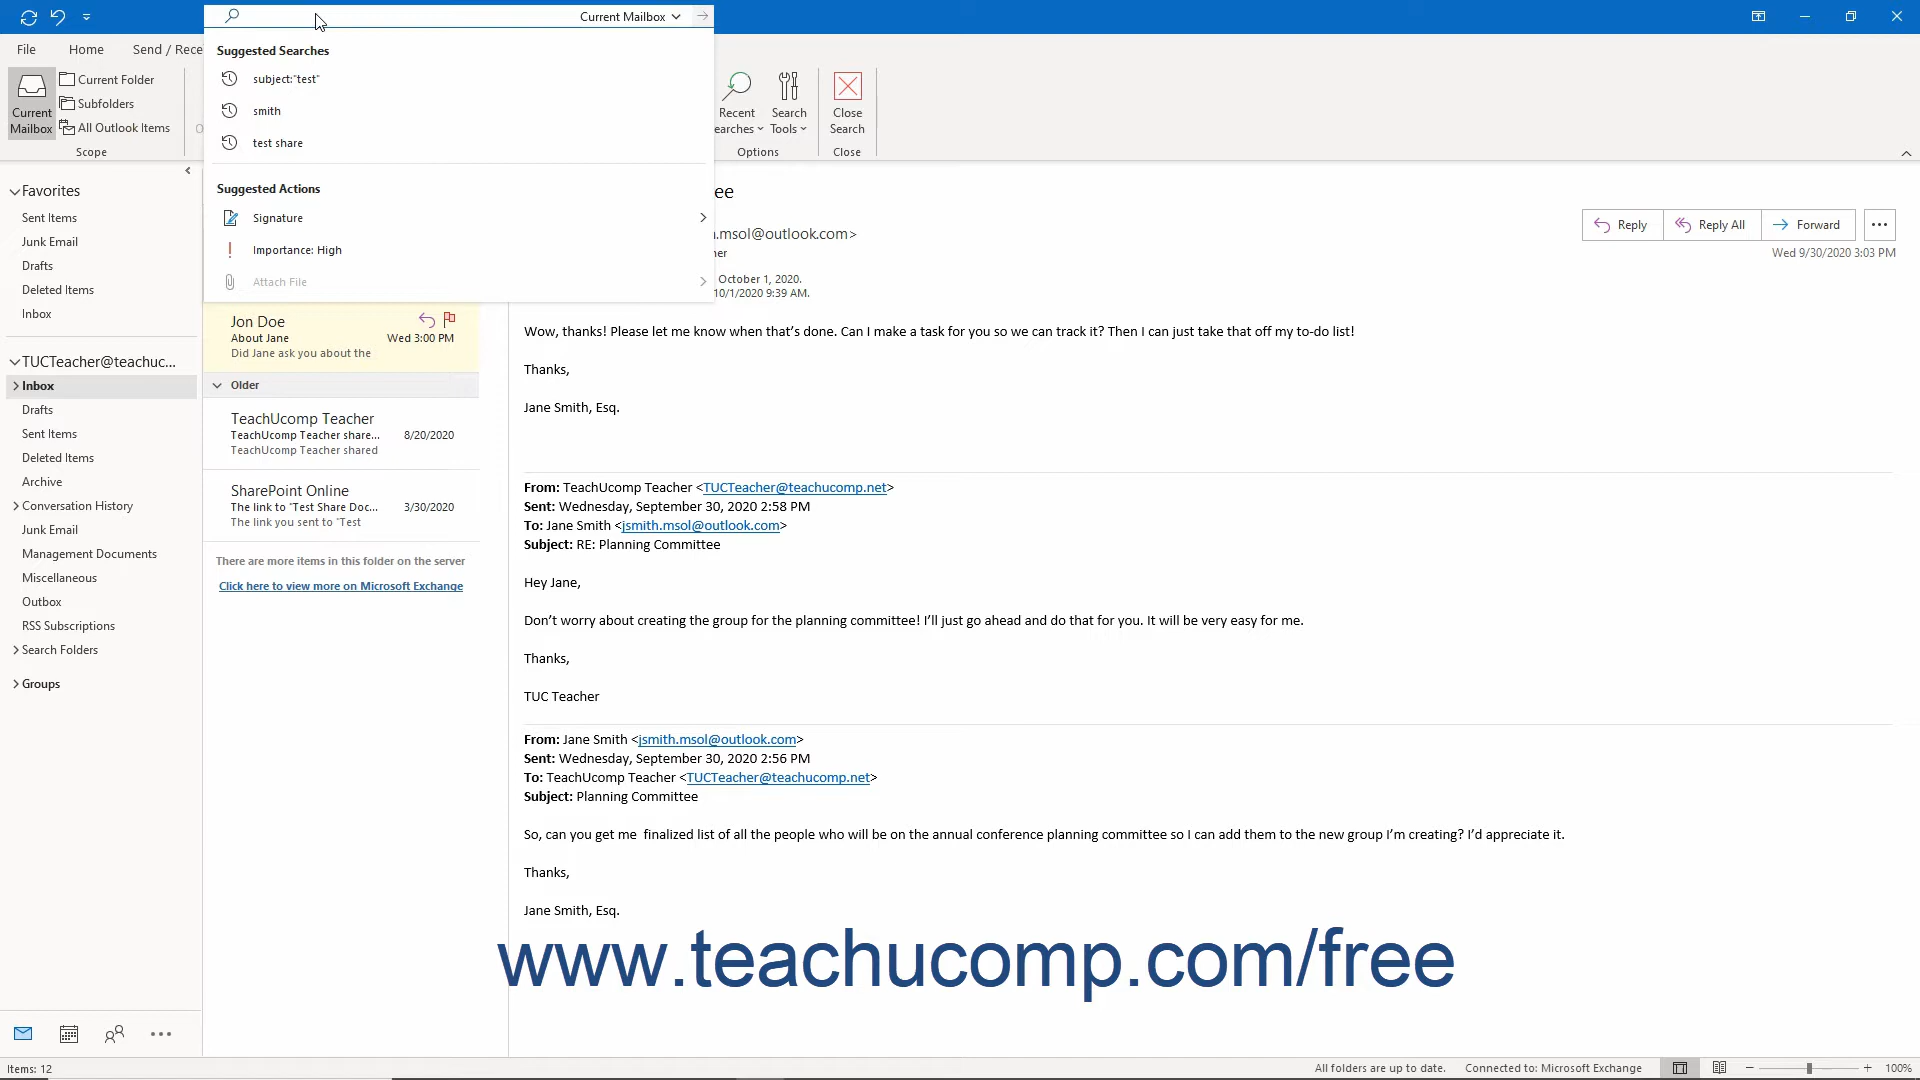 Current Mailbox
File Home Send / Rece
Suggested Searches
subject:"test"
smith
test share
Suggested Actions
Signature
Importance: High
Attach File
Current Mailbox
Current Folder
Subfolders
All Outlook Items
Scope
Recent
earches
Search Tools
Options
Close Search
Close
Favorites
Sent Items
Junk Email
Drafts
Deleted Items
Inbox
TUCTeacher@teachuc...
Inbox
Drafts
Sent Items
Deleted Items
Archive
Conversation History
Junk Email
Management Documents
Miscellaneous
Outbox
RSS Subscriptions
Search Folders
Groups
Jon Doe
About Jane Wed 3:00 PM
Did Jane ask you about the
Older
TeachUcomp Teacher
TeachUcomp Teacher share... 8/20/2020
TeachUcomp Teacher shared
SharePoint Online
The link to "Test Share Doc... 3/30/2020
The link you sent to "Test
There are more items in this folder on the server
Click here to view more on Microsoft Exchange
ee
.msol@outlook.com>
ner
October 1, 2020.
10/1/2020 9:39 AM.
Reply Reply All Forward
Wed 9/30/2020 3:03 PM
Wow, thanks! Please let me know when that's done. Can I make a task for you so we can track it? Then I can just take that off my to-do list!
Thanks,
Jane Smith, Esq.
From: TeachUcomp Teacher <TUCTeacher@teachucomp.net>
Sent: Wednesday, September 30, 2020 2:58 PM
To: Jane Smith <jsmith.msol@outlook.com>
Subject: RE: Planning Committee
Hey Jane,
Don't worry about creating the group for the planning committee! I'll just go ahead and do that for you. It will be very easy for me.
Thanks,
TUC Teacher
From: Jane Smith <jsmith.msol@outlook.com>
Sent: Wednesday, September 30, 2020 2:56 PM
To: TeachUcomp Teacher <TUCTeacher@teachucomp.net>
Subject: Planning Committee
So, can you get me  finalized list of all the people who will be on the annual conference planning committee so I can add them to the new group I'm creating? I'd appreciate it.
Thanks,
Jane Smith, Esq.
www.teachucomp.com/free
Items: 12
All folders are up to date. Connected to: Microsoft Exchange 100%